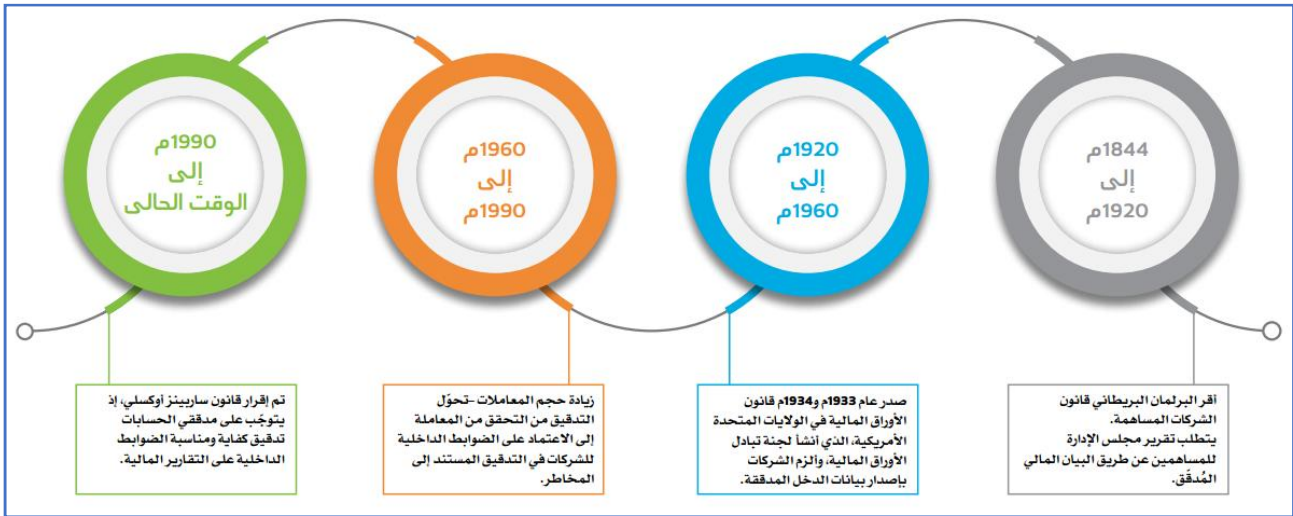 1844م
إلى
1920م
أقر البرلمان البريطاني قانون
الشركات المساهمة.
يتطلب تقرير مجلس الإدارة
للمساهمين عن طريق البيان المالي
المُدقّق.
1920م
إلى
1960م
صدر عام 1933م و1934م قانون
الأوراق المالية في الولايات المتحدة
الأمريكية، الذي أنشأ لجنة تبادل
الأوراق المالية، وألزم الشركات
بإصدار بيانات الدخل المدققة.
1960م
إلى
1990م
زيادة حجم المعاملات -تحوّل
التدقيق من التحقق من المعاملة
إلى الاعتماد على الضوابط الداخلية
للشركات في التدقيق المستند إلى
المخاطر.
1990م
إلى
الوقت الحالى
تم إقرار قانون ساربينز أوكسلي، إذ
يتوجّب على مدققي الحسابات
تدقيق كفاية ومناسبة الضوابط
الداخلية على التقارير المالية.